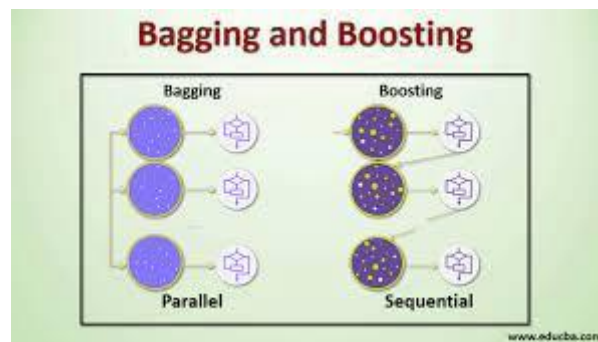 Bagging and Boosting
Bagging
Boosting
Parallel
Sequential
www.educba.com